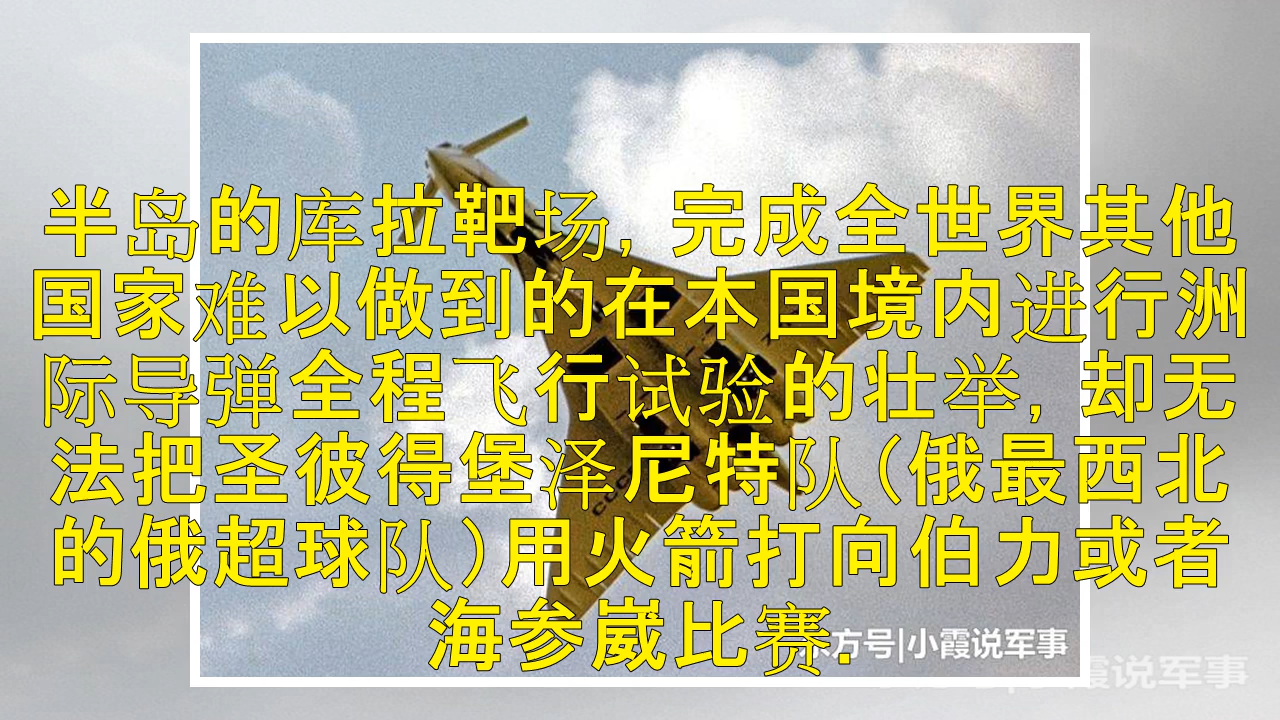 半岛的库拉靶场,完成全世界其他
国家难以做到的在本国境内进行洲
际导弹全程飞行试验的壮举,却无
法把圣彼得堡泽尼特队(俄最西北
的俄超球队)用火箭打向伯力或者
海参崴比赛.
方号|小霞说军事
霞说军事